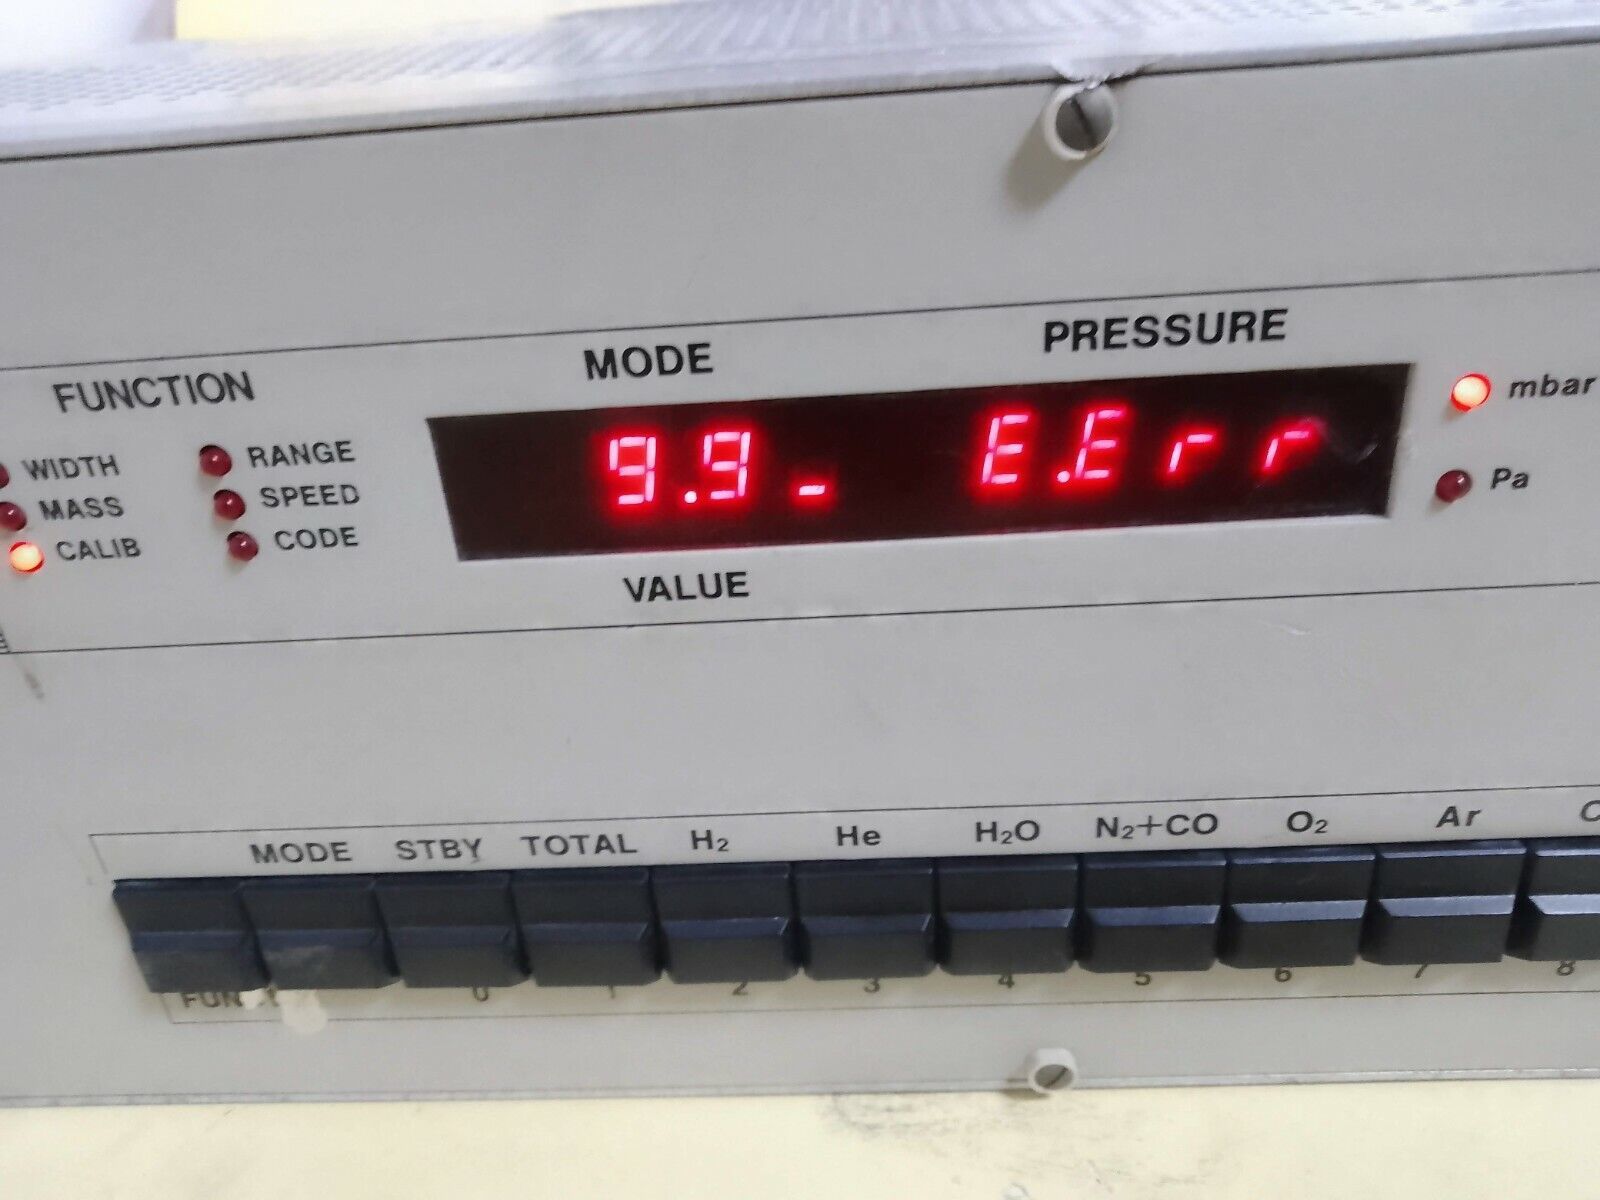 FUNCTION
WIDTH
MASS
CALIB
RANGE
SPEED
CODE
MODE
PRESSURE
9.9 - E.Err
mbar
Pa
VALUE
MODE STBY TOTAL H₂ He H₂O N₂+CO O₂ Ar
0 1 2 3 4 5 6 7 8